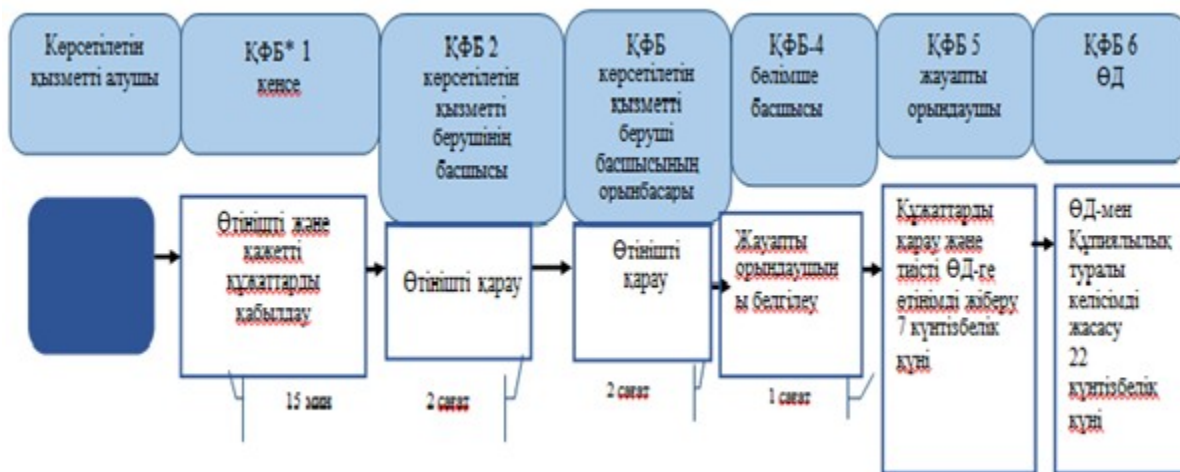 Көрсетілетін
қызметті алушы
ҚФБ* 1
кеңсе
ҚФБ 2
көрсетілетін
қызметті
берушінің
басшысы
ҚФБ
көрсетілетін
қызметті
беруші
басшысының
орынбасары
ҚФБ-4
бөлімше
басшысы
ҚФБ 5
жауапты
орындаушы
ҚФБ 6
ӨД
Өтінішті және
қажетті
құжаттарды
қабылдау
Өтінішті қарау
Өтінішті
қарау
Жауапты
орындаушын
ы белгілеу
Құжаттарды
қарау және
тиісті ӨД-ге
өтінімді жіберу
7 күнтізбелік
күні
ӨД-мен
Құпиялылық
туралы
келісімді
жасасу
22
күнтізбелік
күні
15 мин
2 сағат
2 сағат
1 сағат